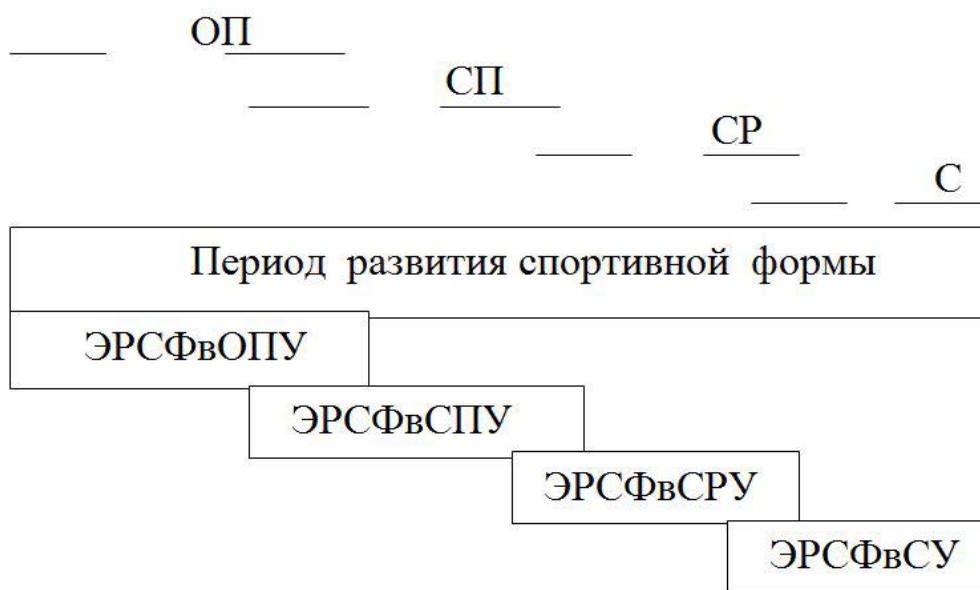 ОП
СП
СР
С
Период развития спортивной формы
ЭРСФвОПУ
ЭРСФвСПУ
ЭРСФвСРУ
ЭРСФвСУ